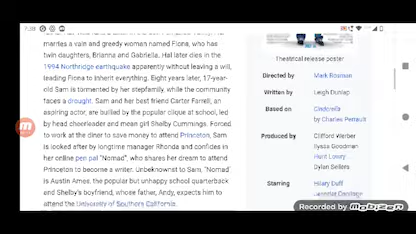 7:39
marries a vain and greedy woman named Fiona, who has
twin daughters, Brianna and Gabriella. Hal later dies in the
1994 Northridge earthquake apparently without leaving a will,
leading Fiona to inherit everything. Eight years later, 17-year-
old Sam is tormented by her stepfamily, while the community
faces a drought. Sam and her best friend Carter Farrell, an
aspiring actor, are bullied by the popular clique at school, led
by head cheerleader and mean girl Shelby Cummings. Forced
to work at the diner to save money to attend Princeton, Sam
is looked after by longtime manager Rhonda and confides in
her online pen pal "Nomad", who shares her dream to attend
Princeton to become a writer. Unbeknownst to Sam, "Nomad"
is Austin Ames, the popular but unhappy school quarterback
and Shelby's boyfriend, whose father, Andy, expects him to
attend the University of Southern California.
Theatrical release poster
Directed by Mark Rosman
Written by Leigh Dunlap
Based on Cinderella
by Charles Perrault
Produced by Clifford Werber
Ilyssa Goodman
Hunt Lowry
Dylan Sellers
Starring Hilary Duff
Jennifer Coolidge
Recorded by
MobiZen